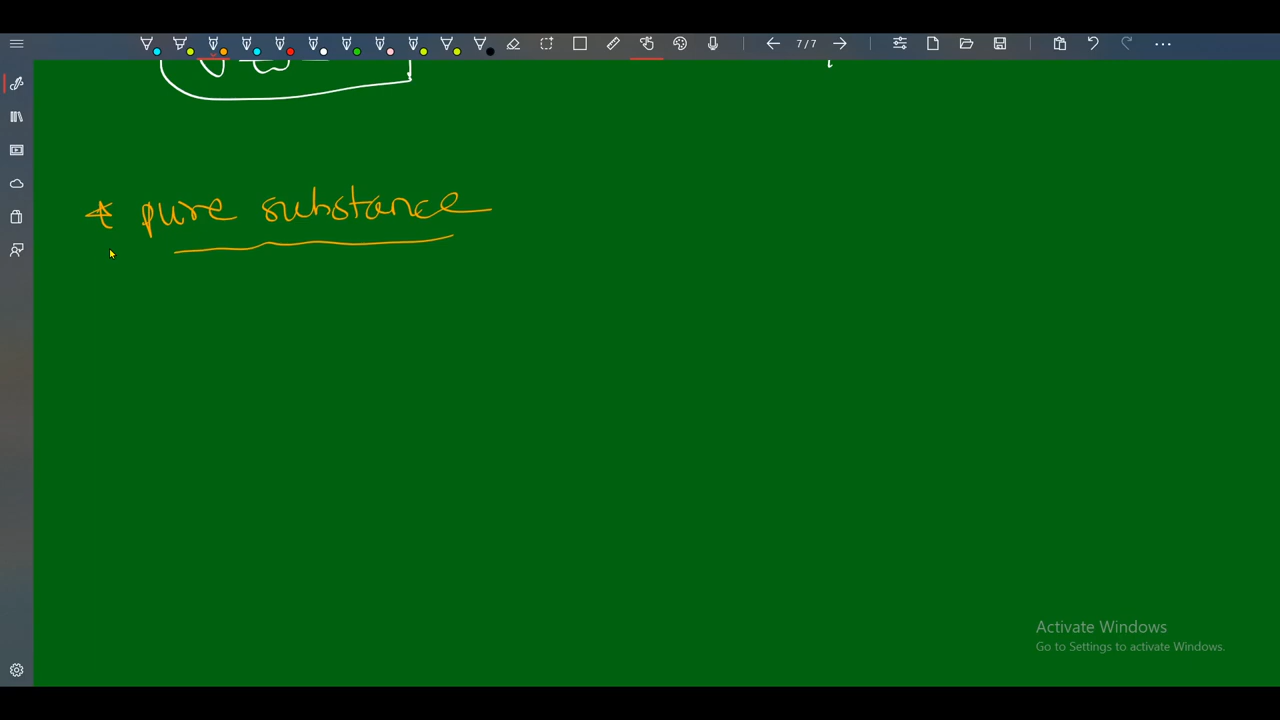 7/7
* pure substance
Activate Windows
Go to Settings to activate Windows.